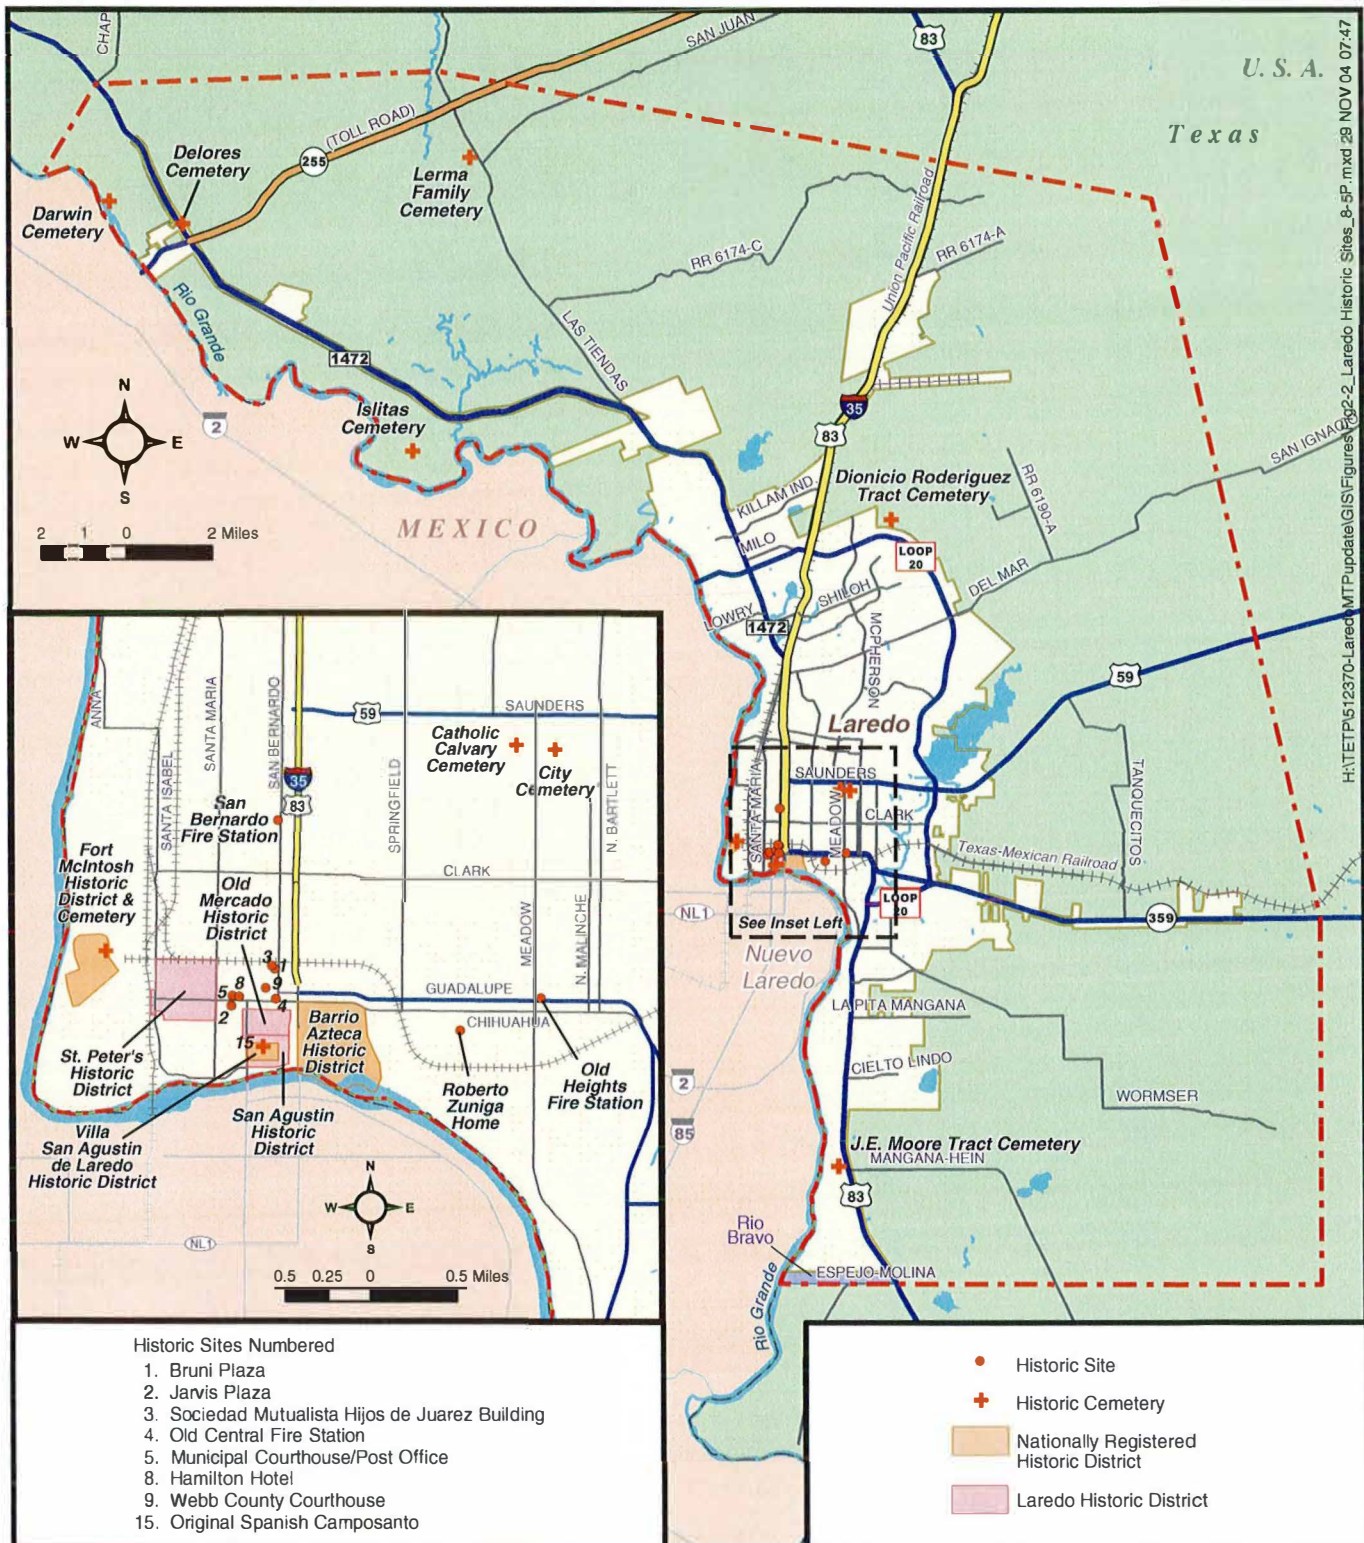 CHAP
SAN JUAN
83
U. S. A.
Texas
H:\TETP\512370-LaredoMTPupdate\GIS\Figures\Fig2-2_Laredo Historic Sites_8-5P.mxd 29 NOV 04 07:47
(TOLL ROAD)
255
Delores
Cemetery
Lerma
Family
Cemetery
Darwin
Cemetery
Union Pacific Railroad
RR 6174-C
RR 6174-A
Rio Grande
LAS TIENDAS
1472
35
Islitas
Cemetery
2
83
SAN IGNACIO
N
W
E
S
Dionicio Roderiguez
Tract Cemetery
RR 6190-A
KILLAM IND.
MEXICO
2 1 0 2 Miles
MILO
LOOP
20
DEL MAR
SHILOH
LOWRY
1472
MCPHERSON
59
Laredo
SANTA MARIA
SAUNDERS
MEADOW
CLARK
TANQUECITOS
Texas-Mexican Railroad
LOOP
20
NL1
See Inset Left
359
Nuevo
Laredo
LA PITA MANGANA
CIELTO LINDO
2
WORMSER
85
J.E. Moore Tract Cemetery
MANGANA-HEIN
83
Rio
Bravo
ESPEJO-MOLINA
Rio Grande
ANNA
SANTA ISABEL
SANTA MARIA
SAN BERNARDO
59
SAUNDERS
Catholic
Calvary
Cemetery
City
Cemetery
35
83
SPRINGFIELD
N. BARTLETT
San
Bernardo
Fire Station
Fort
McIntosh
Historic
District &
Cemetery
Old
Mercado
Historic
District
CLARK
MEADOW
N. MALINCHE
3
1
5
8
9
2
4
GUADALUPE
CHIHUAHUA
15
Barrio
Azteca
Historic
District
St. Peter's
Historic
District
Roberto
Zuniga
Home
Old
Heights
Fire Station
San Agustin
Historic
District
Villa
San Agustin
de Laredo
Historic District
N
W
E
S
NL1
0.5 0.25 0 0.5 Miles
Historic Sites Numbered
1. Bruni Plaza
2. Jarvis Plaza
3. Sociedad Mutualista Hijos de Juarez Building
4. Old Central Fire Station
5. Municipal Courthouse/Post Office
8. Hamilton Hotel
9. Webb County Courthouse
15. Original Spanish Camposanto
Historic Site
Historic Cemetery
Nationally Registered
Historic District
Laredo Historic District